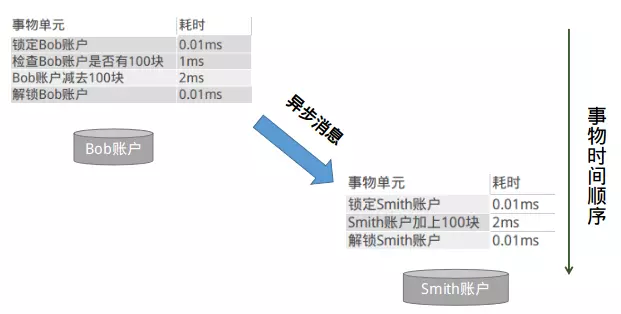 事物单元 耗时
锁定Bob账户 0.01ms
检查Bob账户是否有100块 1ms
Bob账户减去100块 2ms
解锁Bob账户 0.01ms
Bob账户
异步消息
事物单元 耗时
锁定Smith账户 0.01ms
Smith账户加上100块 2ms
解锁Smith账户 0.01ms
Smith账户
事物时间顺序